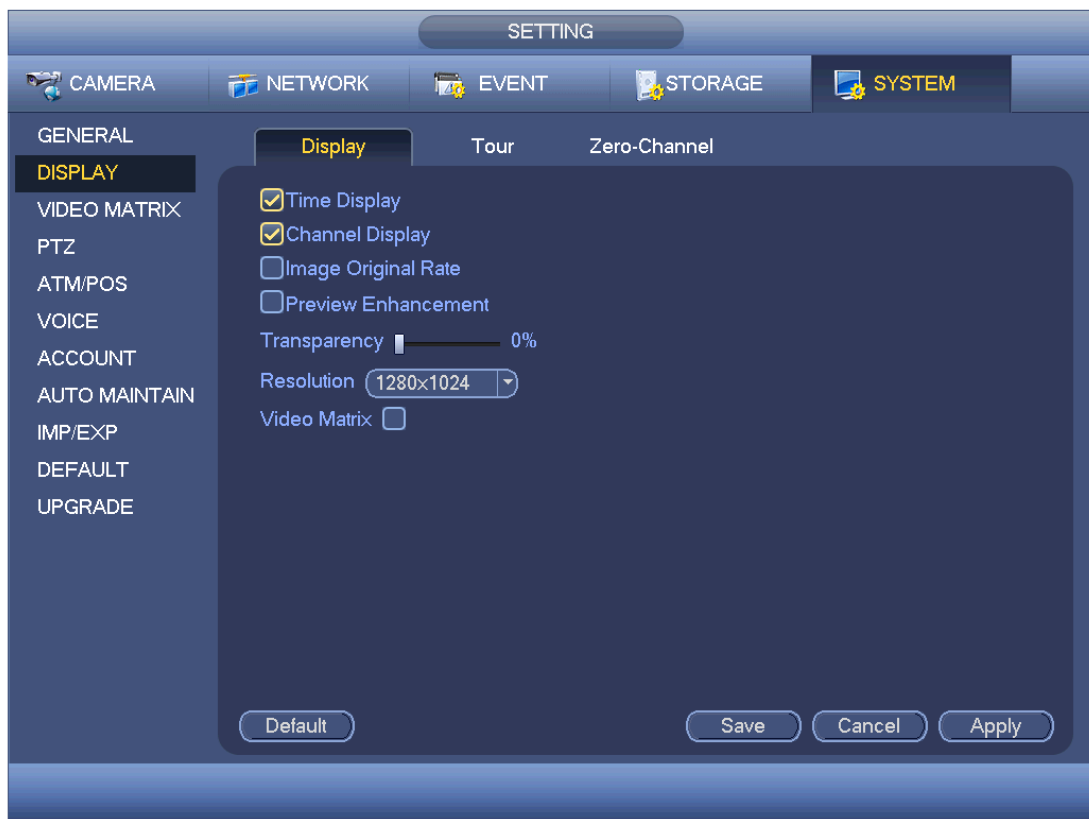 SETTING
CAMERA NETWORK EVENT STORAGE SYSTEM
GENERAL
DISPLAY
VIDEO MATRIX
PTZ
ATM/POS
VOICE
ACCOUNT
AUTO MAINTAIN
IMP/EXP
DEFAULT
UPGRADE
Display Tour Zero-Channel
Time Display
Channel Display
Image Original Rate
Preview Enhancement
Transparency 0%
Resolution 1280x1024
Video Matrix
Default Save Cancel Apply